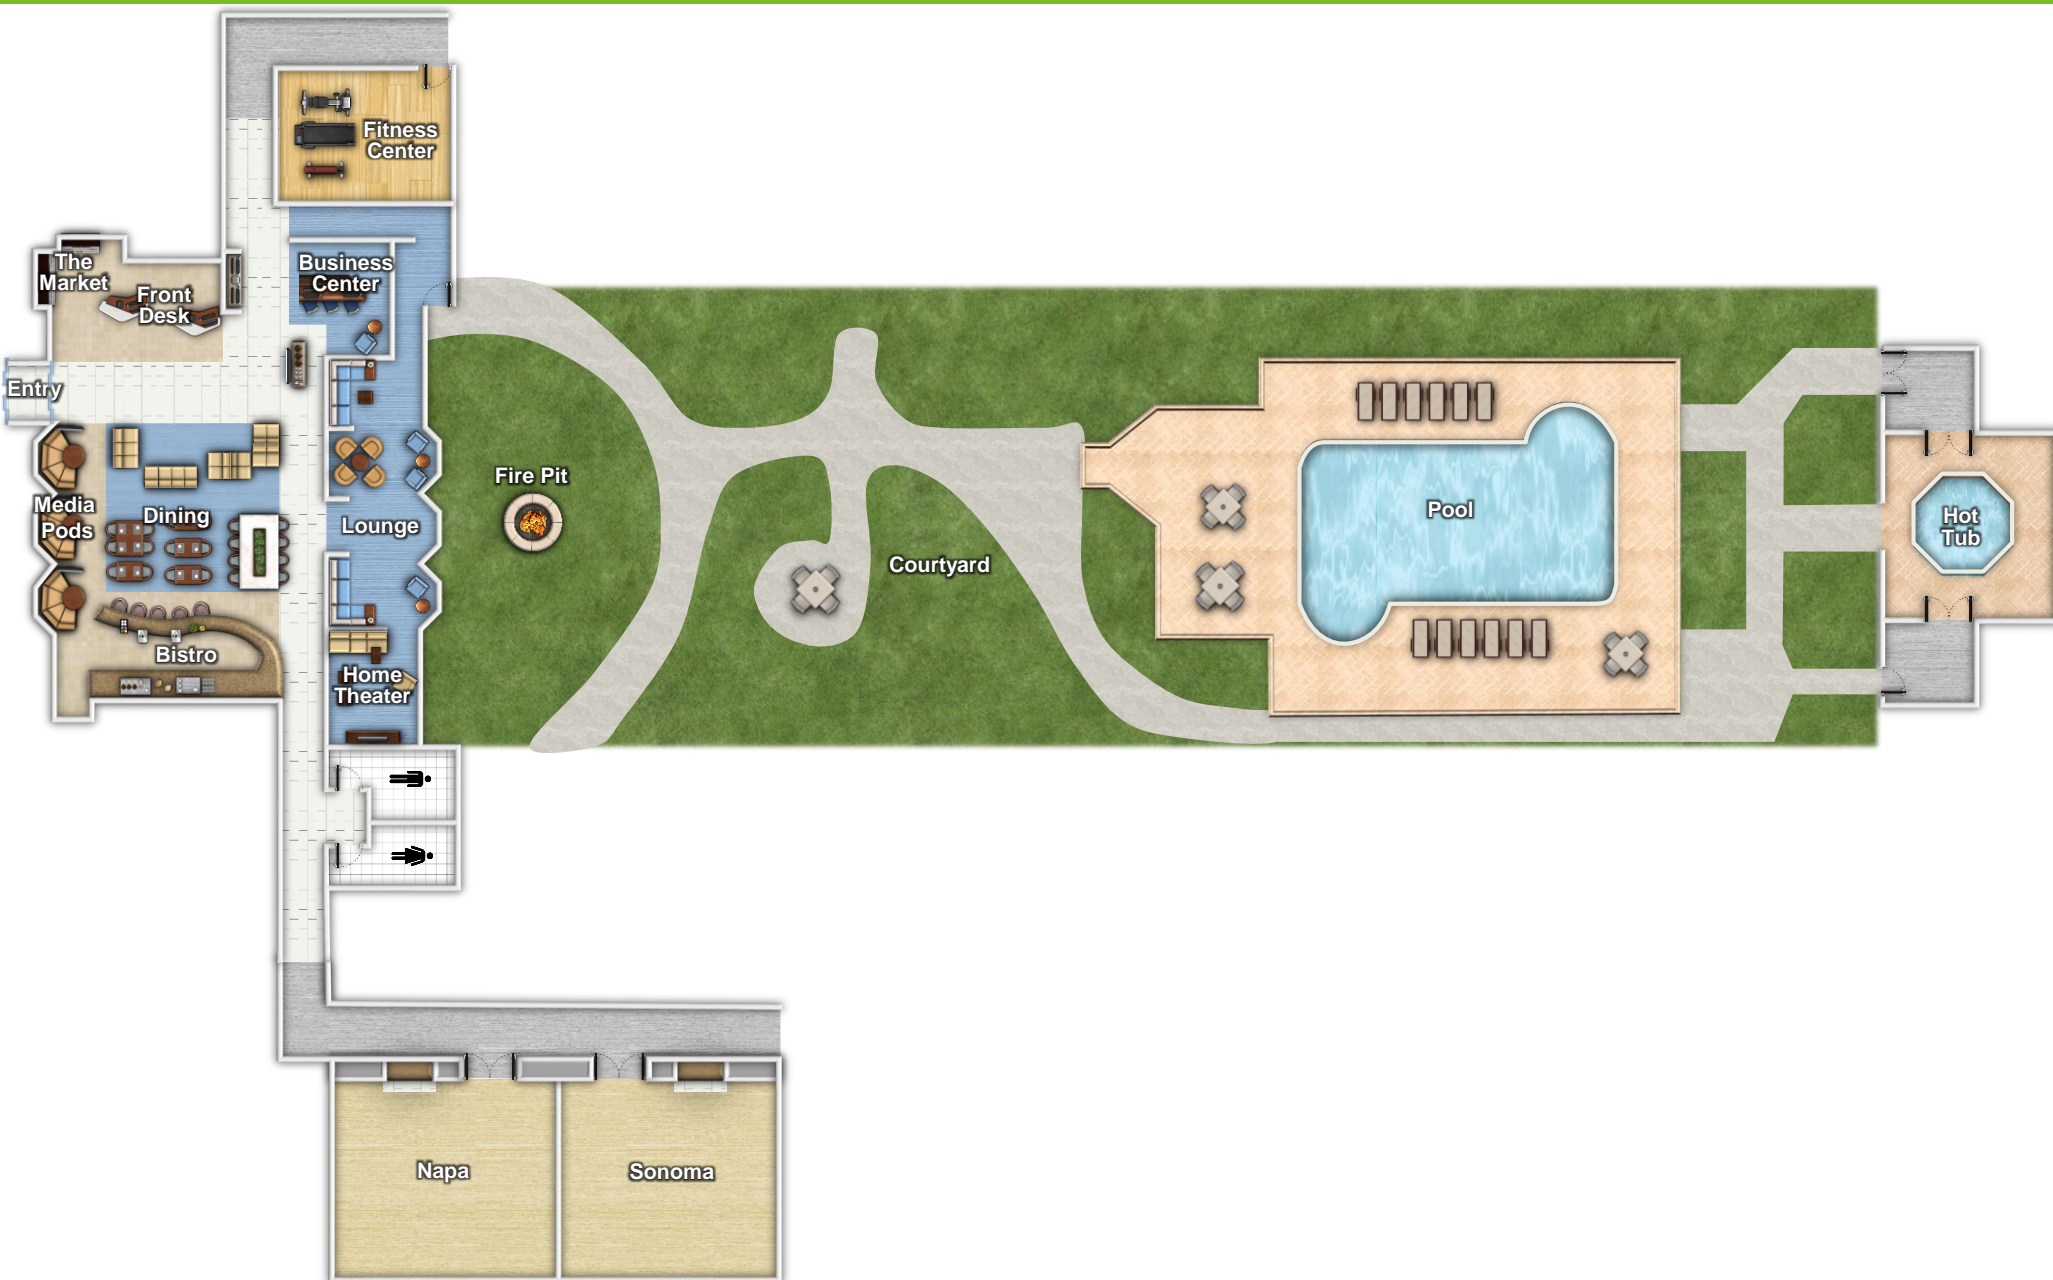 Fitness
Center
Business
Center
The
Market
Front
Desk
Entry
Media
Pods
Dining
Lounge
Bistro
Home
Theater
Fire Pit
Courtyard
Pool
Hot
Tub
Napa
Sonoma